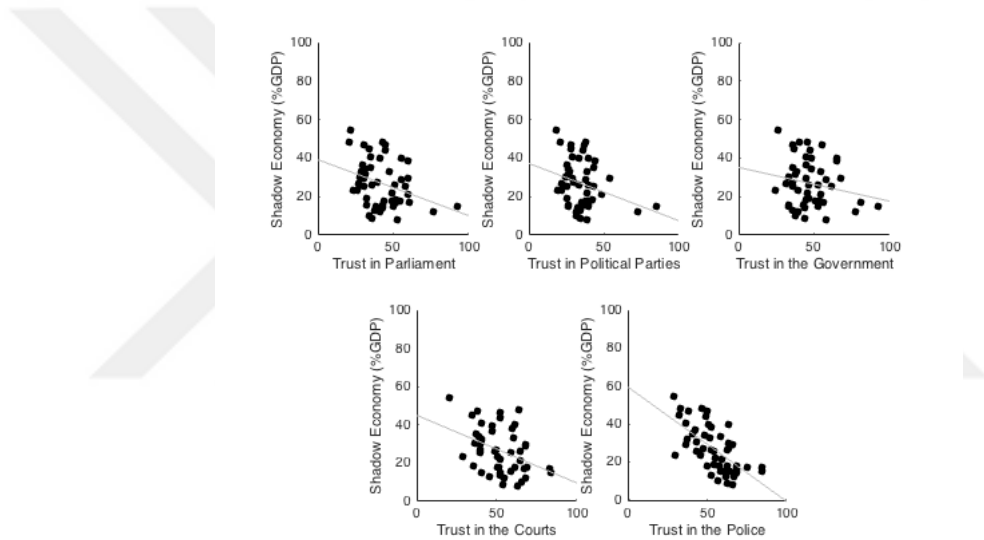 Shadow Economy (%GDP)
100
80
60
40
20
0
0 50 100
Trust in Parliament
Shadow Economy (%GDP)
100
80
60
40
20
0
0 50 100
Trust in Political Parties
Shadow Economy (%GDP)
100
80
60
40
20
0
0 50 100
Trust in the Government
Shadow Economy (%GDP)
100
80
60
40
20
0
0 50 100
Trust in the Courts
Shadow Economy (%GDP)
100
80
60
40
20
0
0 50 100
Trust in the Police